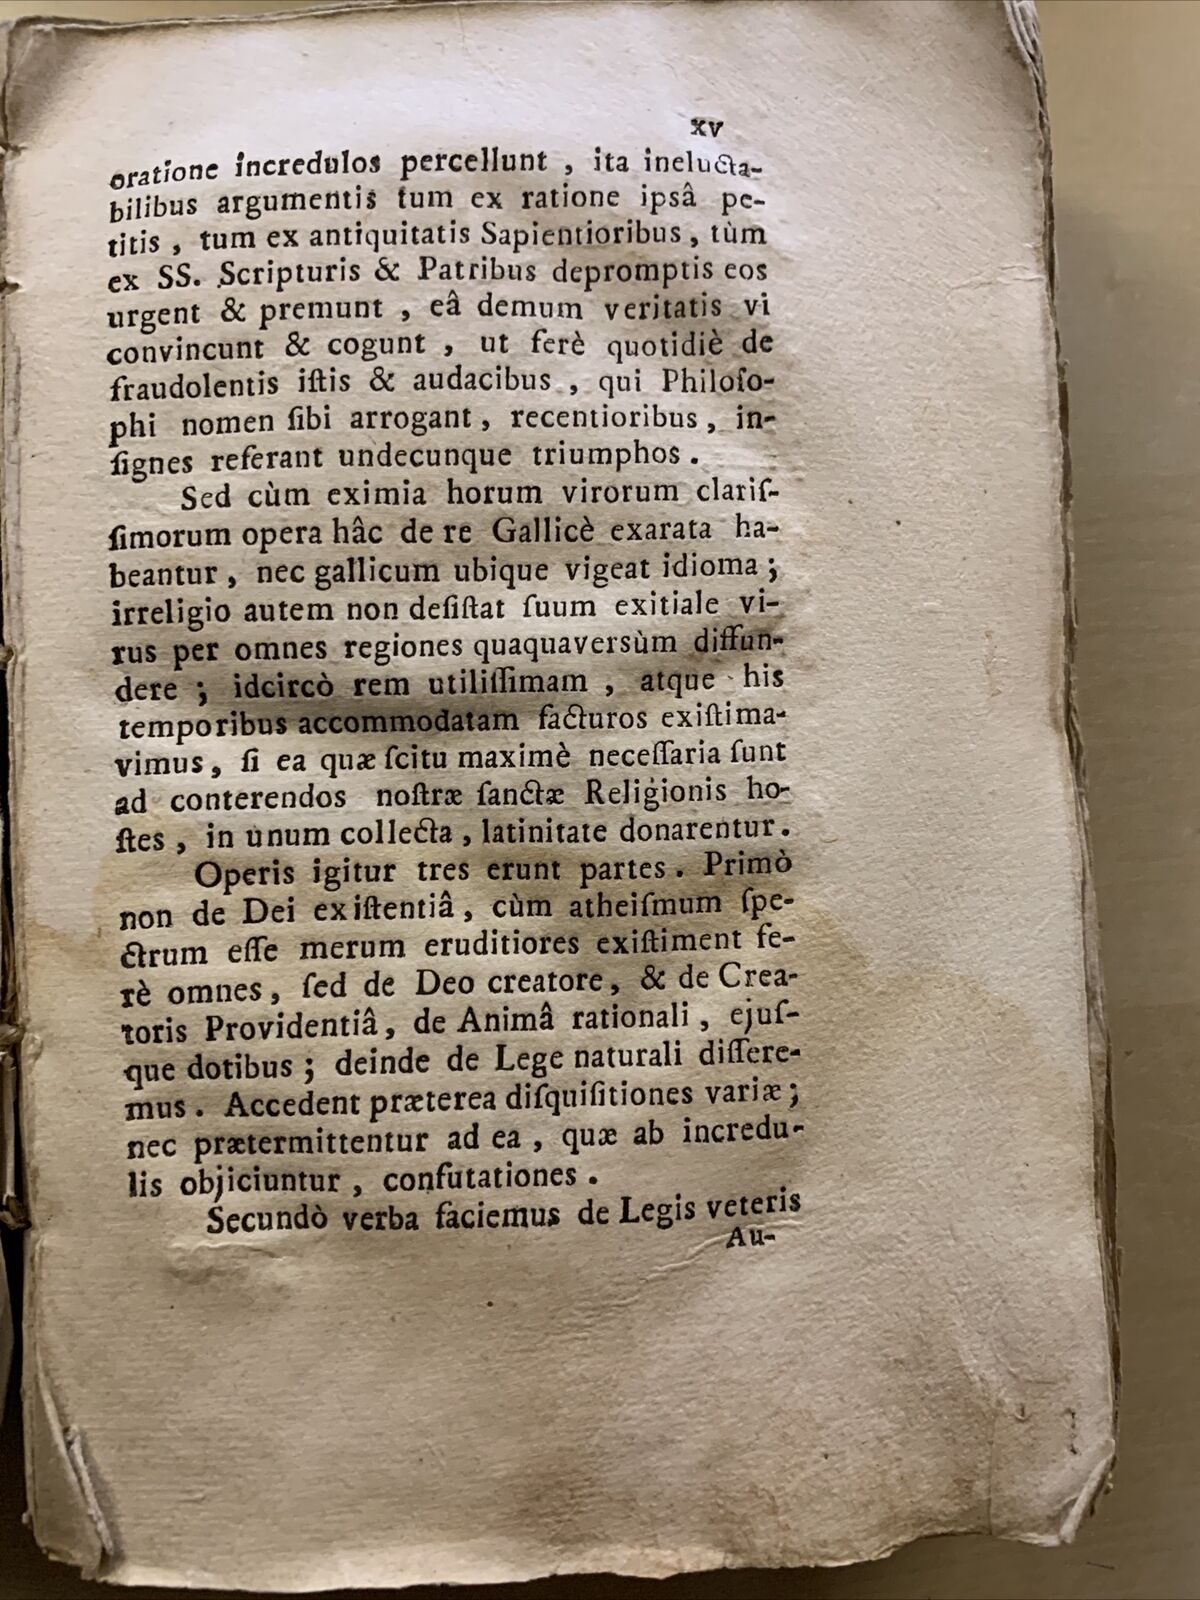 xv
oratione incredulos percellunt , ita inelucta-
bilibus argumentis tum ex ratione ipsâ pe-
titis , tum ex antiquitatis Sapientioribus , tùm
ex SS. Scripturis & Patribus depromptis eos
urgent & premunt , eâ demum veritatis vi
convincunt & cogunt , ut ferè quotidiè de
fraudolentis iſtis & audacibus , qui Philoſo-
phi nomen ſibi arrogant , recentioribus , in-
ſignes referant undecunque triumphos .
Sed cùm eximia horum virorum clariſ-
ſimorum opera hâc de re Gallicè exarata ha-
beantur , nec gallicum ubique vigeat idioma ;
irreligio autem non deſiſtat ſuum exitiale vi-
rus per omnes regiones quaquaversùm diffun-
dere ; idcircò rem utiliſſimam , atque his
temporibus accommodatam facturos exiſtima-
vimus , ſi ea quæ ſcitu maximè neceſſaria ſunt
ad conterendos noſtræ ſanctæ Religionis ho-
ſtes , in unum collecta , latinitate donarentur .
Operis igitur tres erunt partes . Primò
non de Dei exiſtentiâ , cùm atheiſmum ſpe-
ctrum eſſe merum eruditiores exiſtiment fe-
rè omnes , ſed de Deo creatore , & de Crea-
toris Providentiâ , de Animâ rationali , ejuſ-
que dotibus ; deinde de Lege naturali diſſere-
mus . Accedent præterea diſquiſitiones variæ ;
nec prætermittentur ad ea , quæ ab incredu-
lis objiciuntur , confutationes .
Secundò verba faciemus de Legis veteris
Au-